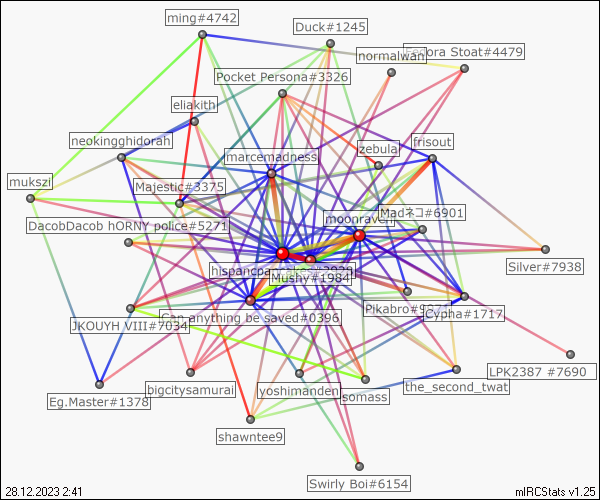 ming#4742
Duck#1245
normalwan
Fedora Stoat#4479
Pocket Persona#3326
eliakith
neokingghidorah
zebula
frisout
marcemadness
mukszi
Majestic#3375
moonraven
Madネコ#6901
DacobDacob hORNY police#5271
Silver#7938
Mushy#1984
Can anything be saved#0396
Pikabro#9
Cypha#1717
JKOUYH VIII#7034
LPK2387 #7690
Eg.Master#1378
bigcitysamurai
yoshimanden
somass
the_second_twat
shawntee9
Swirly Boi#6154
28.12.2023 2:41
mIRCStats v1.25